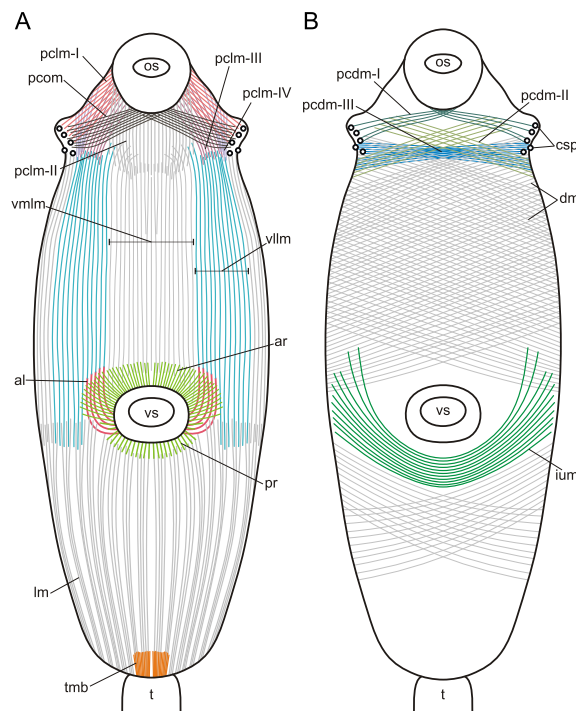 A
pclm-I
pcom
os
pclm-III
pclm-IV
pclm-II
vmlm
vllm
ar
al
vs
pr
lm
tmb
t
B
pcdm-I
os
pcdm-II
pcdm-III
csp
dm
vs
ium
t